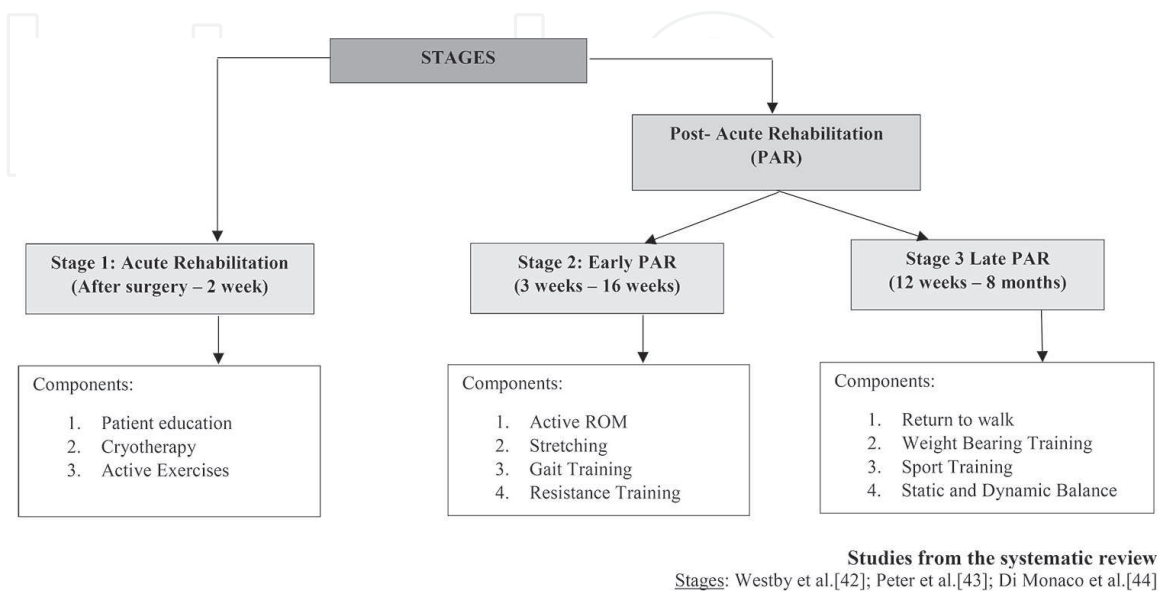 STAGES
Post- Acute Rehabilitation
(PAR)
Stage 1: Acute Rehabilitation
(After surgery – 2 week)
Stage 2: Early PAR
(3 weeks – 16 weeks)
Stage 3 Late PAR
(12 weeks – 8 months)
Components:
1. Patient education
2. Cryotherapy
3. Active Exercises
Components:
1. Active ROM
2. Stretching
3. Gait Training
4. Resistance Training
Components:
1. Return to walk
2. Weight Bearing Training
3. Sport Training
4. Static and Dynamic Balance
Studies from the systematic review
Stages: Westby et al.[42]; Peter et al.[43]; Di Monaco et al.[44]